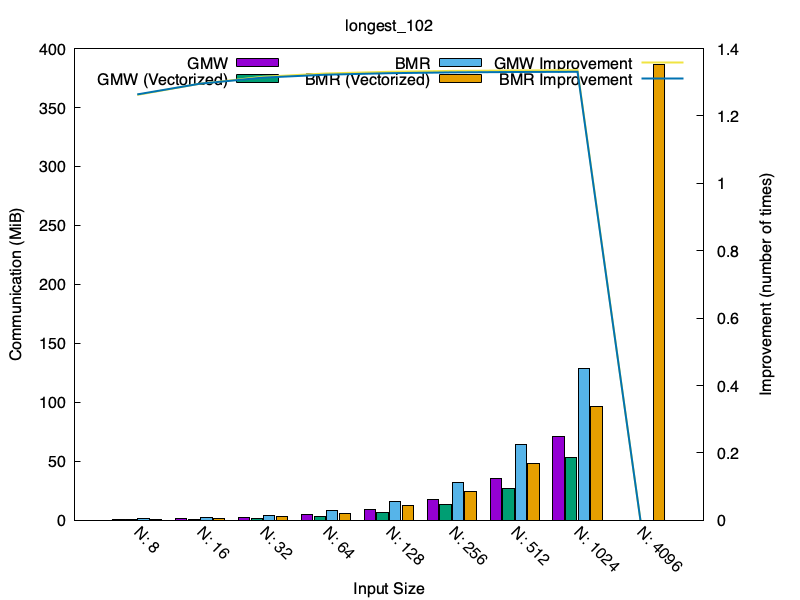 longest_102
GMW BMR GMW Improvement
GMW (Vectorized) BMR (Vectorized) BMR Improvement
400
350
300
250
200
150
100
50
0
Communication (MiB)
1.4
1.2
1
0.8
0.6
0.4
0.2
0
Improvement (number of times)
N: 8 N: 16 N: 32 N: 64 N: 128 N: 256 N: 512 N: 1024 N: 4096
Input Size